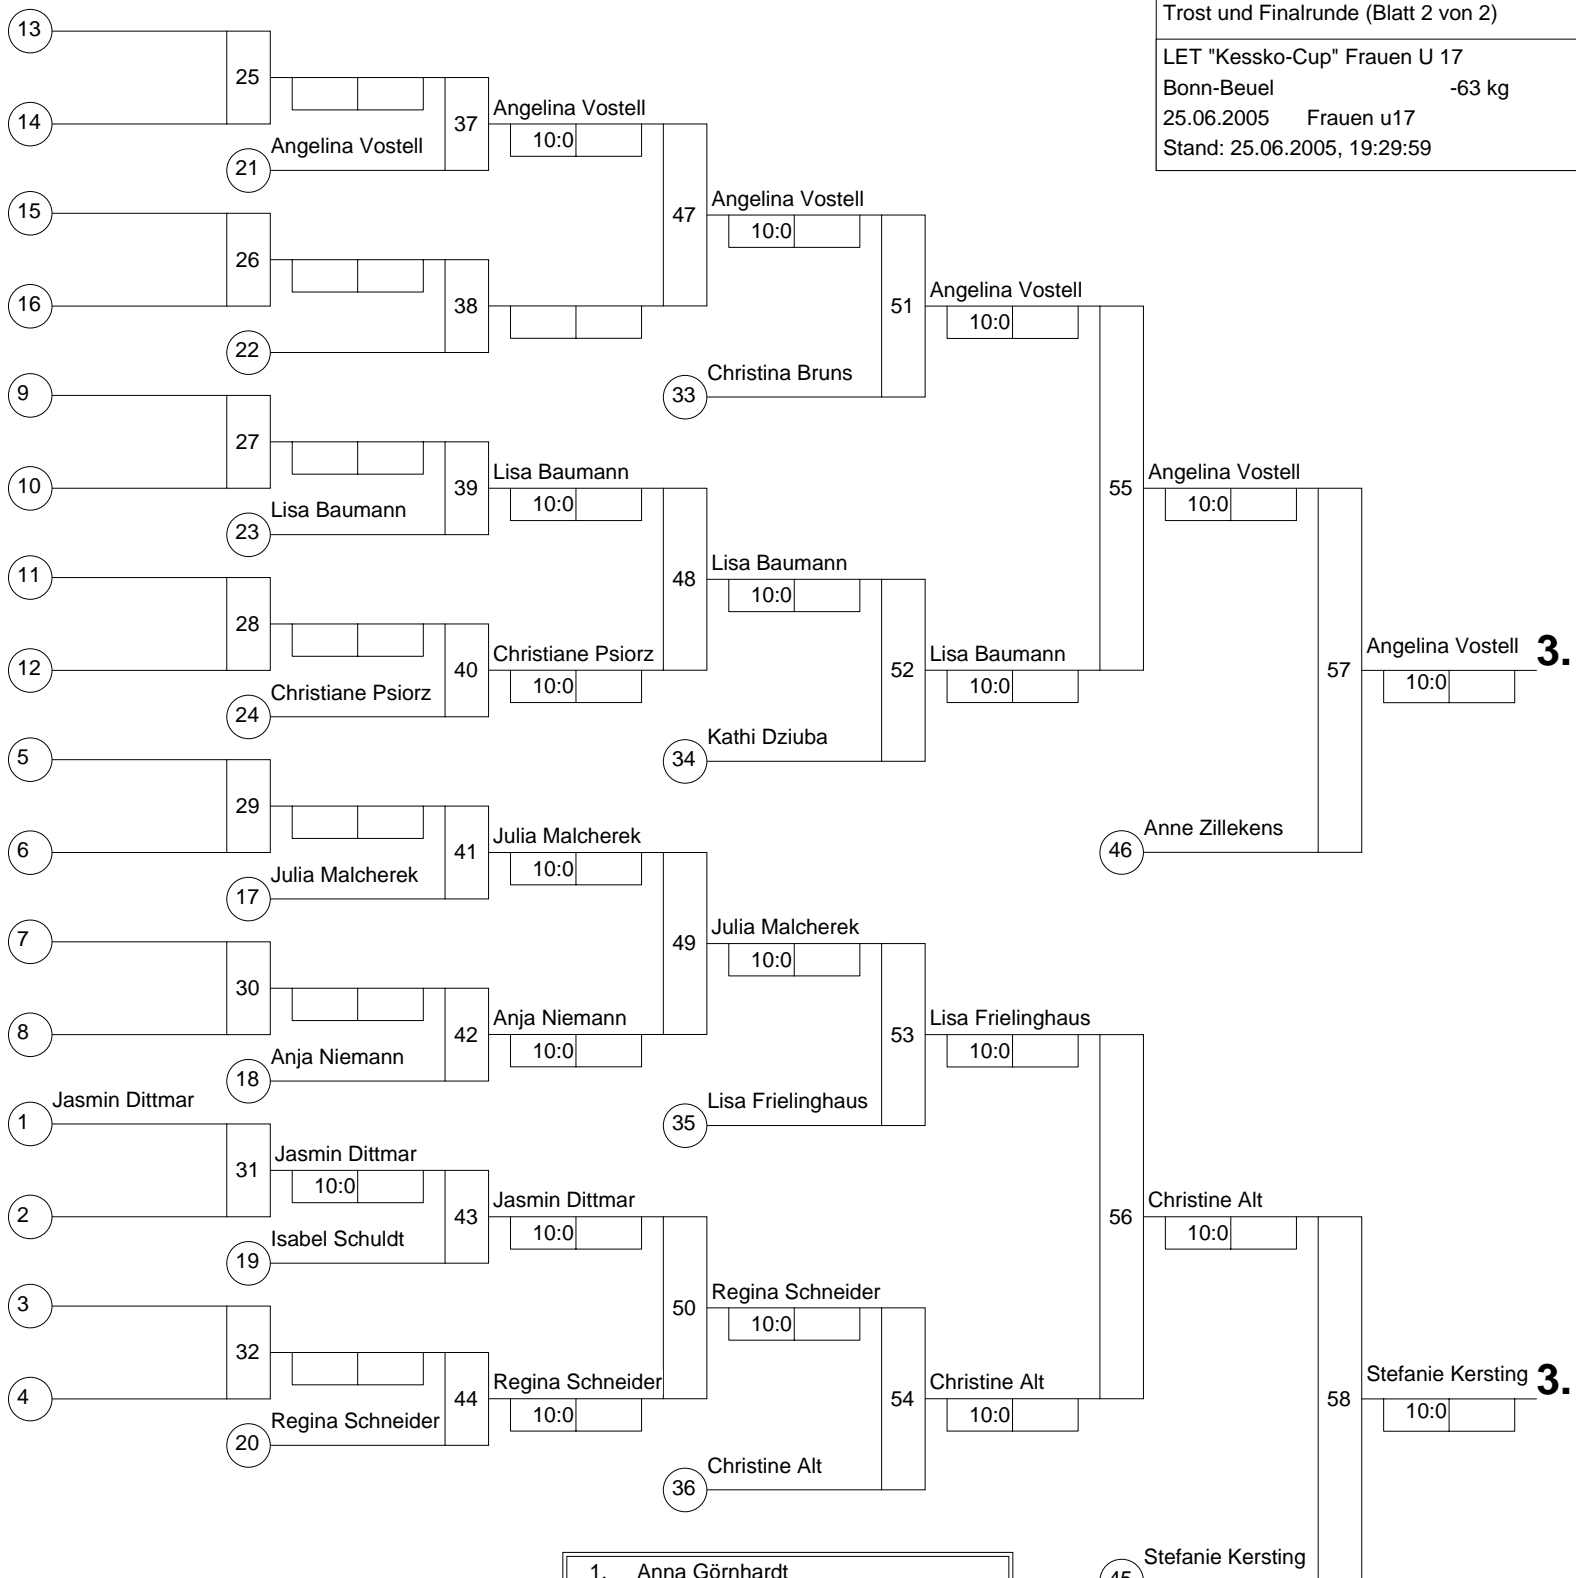 Trost und Finalrunde (Blatt 2 von 2)
LET "Kessko-Cup" Frauen U 17
Bonn-Beuel -63 kg
25.06.2005 Frauen u17
Stand: 25.06.2005, 19:29:59
13
25
14
37
Angelina Vostell
10:0
21
Angelina Vostell
15
47
Angelina Vostell
10:0
26
16
38
22
51
Angelina Vostell
10:0
33
Christina Bruns
9
27
10
39
Lisa Baumann
10:0
23
Lisa Baumann
55
Angelina Vostell
10:0
11
48
Lisa Baumann
10:0
28
12
40
Christiane Psiorz
10:0
24
Christiane Psiorz
52
Lisa Baumann
10:0
34
Kathi Dziuba
57
Angelina Vostell
3.
10:0
5
29
6
41
Julia Malcherek
10:0
17
Julia Malcherek
46
Anne Zillekens
7
49
Julia Malcherek
10:0
30
8
42
Anja Niemann
10:0
18
Anja Niemann
53
Lisa Frielinghaus
10:0
35
Lisa Frielinghaus
1
Jasmin Dittmar
31
Jasmin Dittmar
10:0
2
43
Jasmin Dittmar
10:0
19
Isabel Schuldt
56
Christine Alt
10:0
3
50
Regina Schneider
10:0
32
4
44
Regina Schneider
10:0
20
Regina Schneider
54
Christine Alt
10:0
36
Christine Alt
58
Stefanie Kersting
3.
10:0
45
Stefanie Kersting
1. Anna Görnhardt